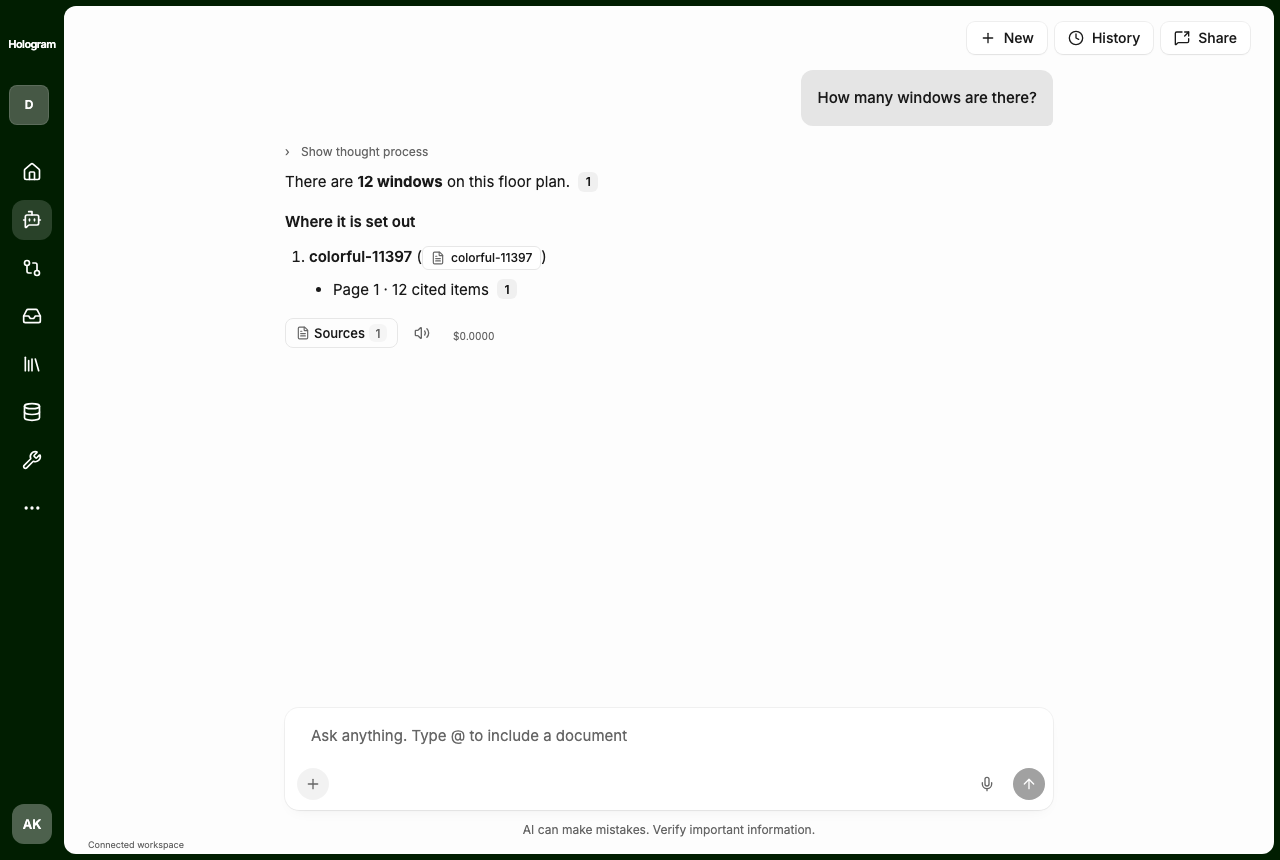 Hologram
D
New
History
Share
How many windows are there?
Show thought process
There are 12 windows on this floor plan. 1
Where it is set out
1. colorful-11397 ( colorful-11397 )
• Page 1 · 12 cited items 1
Sources 1
$0.0000
Ask anything. Type @ to include a document
AI can make mistakes. Verify important information.
AK
Connected workspace